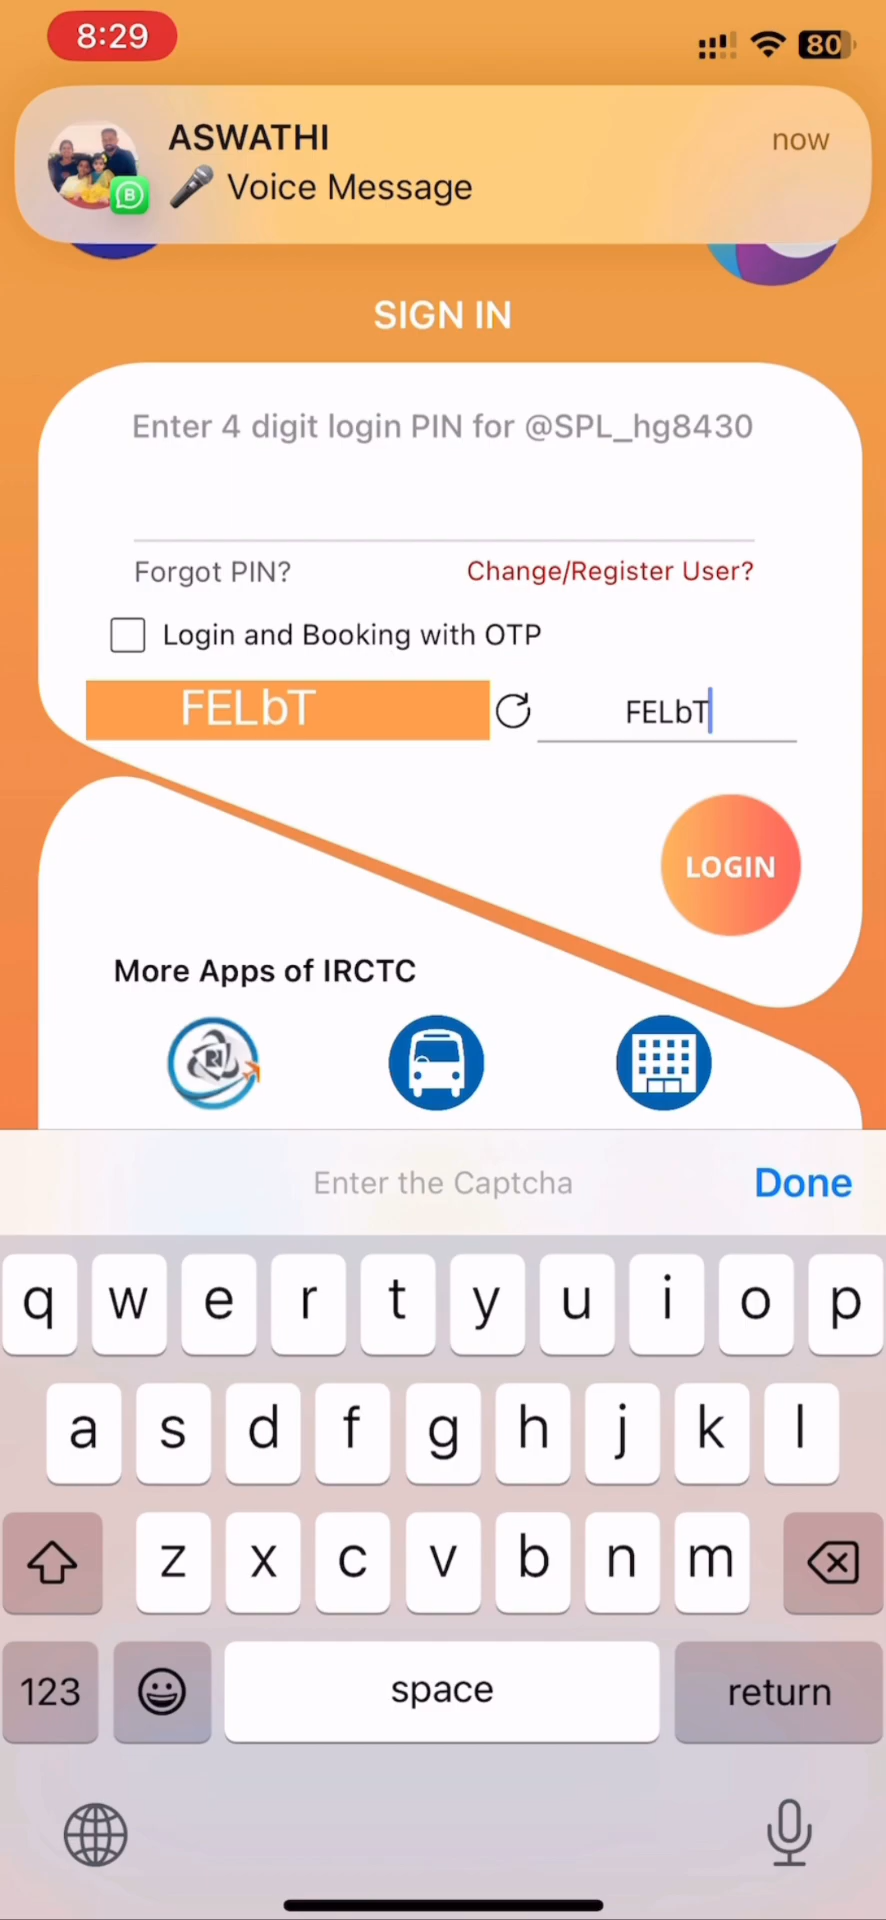 8:29
80
ASWATHI
now
🎤 Voice Message
SIGN IN
Enter 4 digit login PIN for @SPL_hg8430
Forgot PIN?
Change/Register User?
Login and Booking with OTP
FELbT
FELbT
LOGIN
More Apps of IRCTC
Enter the Captcha
Done
q w e r t y u i o p
a s d f g h j k l
z x c v b n m
123
space
return